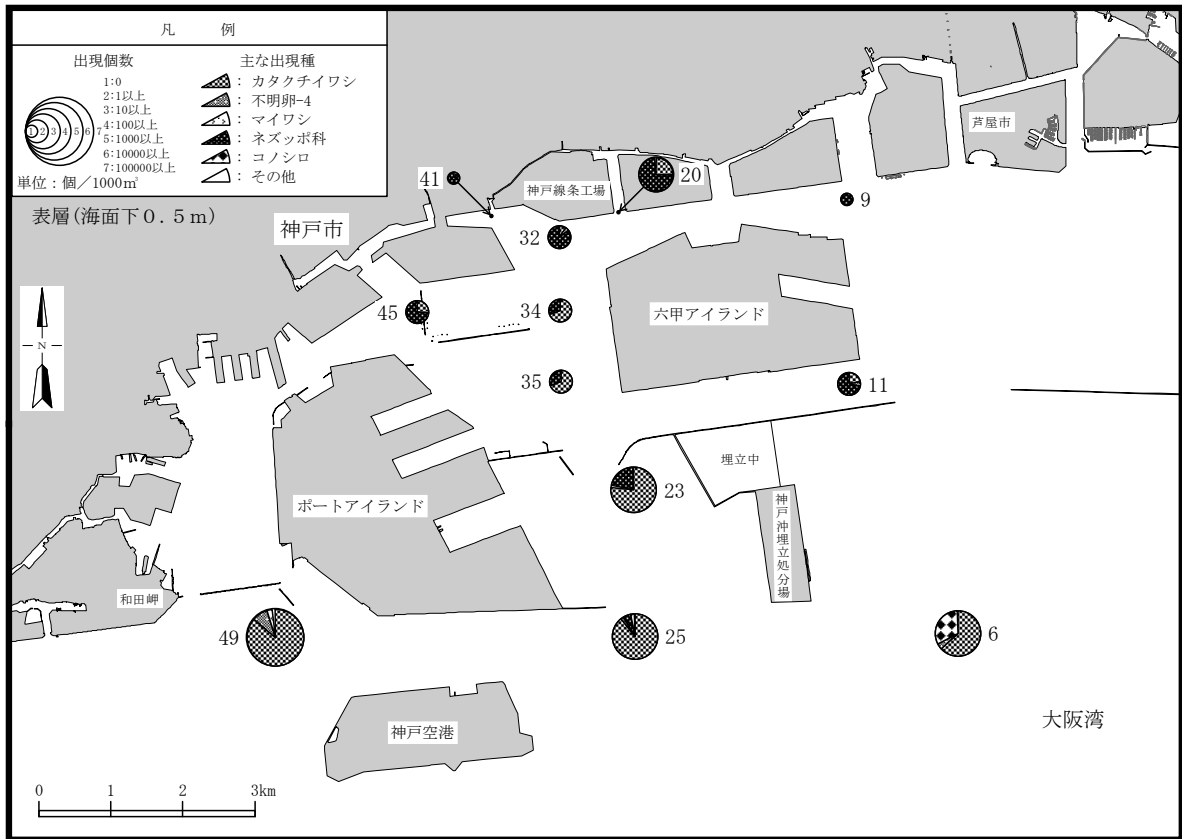 凡　例
出現個数
1:0
2:1以上
3:10以上
4:100以上
5:1000以上
6:10000以上
7:100000以上
1 2 3 4 5 6 7
単位：個／1000㎥
主な出現種
：カタクチイワシ
：不明卵-4
：マイワシ
：ネズッポ科
：コノシロ
：その他
表層(海面下０.５ｍ)
芦屋市
神戸線条工場
20
41
9
神戸市
32
45
34
六甲アイランド
N
35
11
埋立中
23
ポートアイランド
神戸沖埋立処分場
和田岬
49
25
6
大阪湾
神戸空港
0 1 2 3km